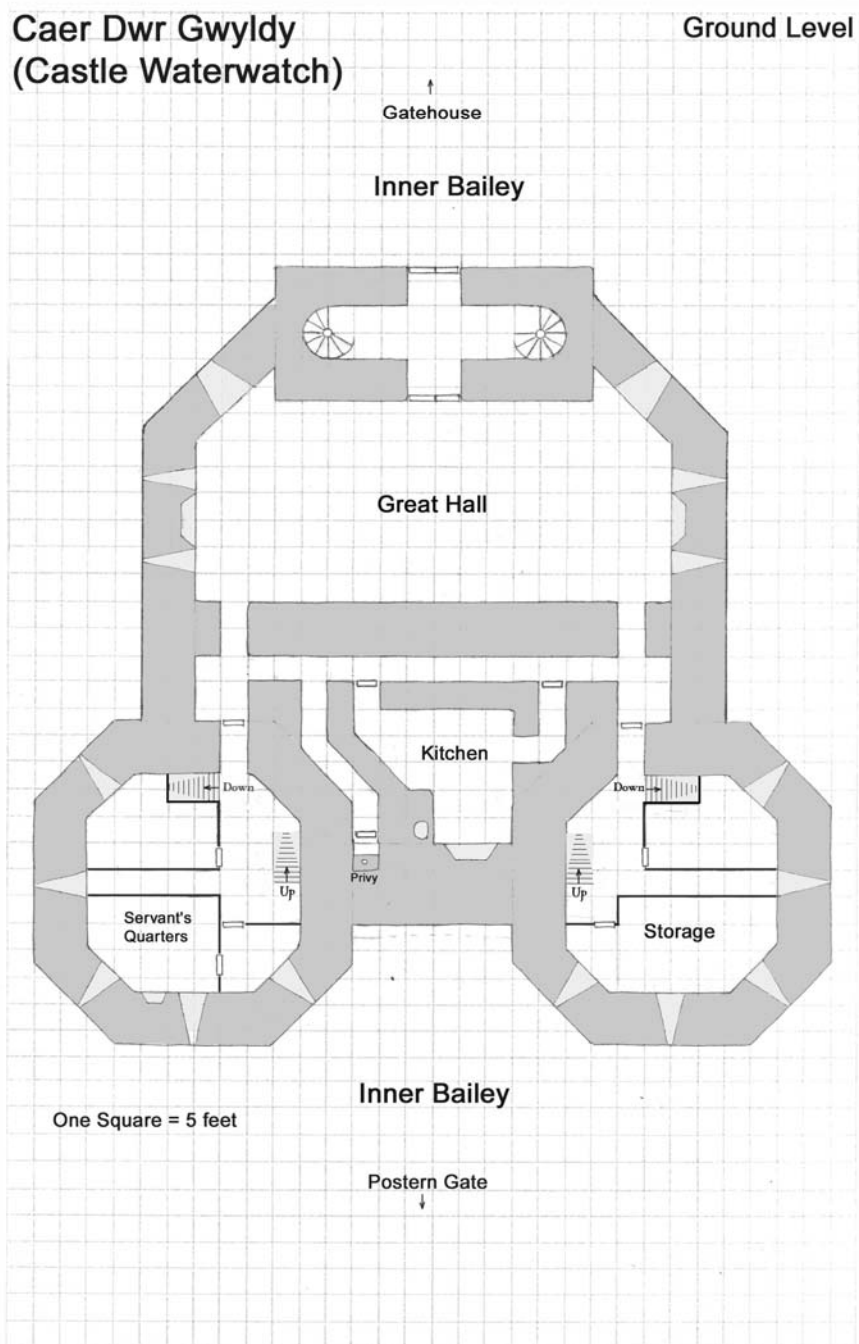 Caer Dwr Gwyldy
(Castle Waterwatch)
Ground Level
Gatehouse
Inner Bailey
Great Hall
Kitchen
Down
Down
Up
Privy
Up
Servant's
Quarters
Storage
Inner Bailey
One Square = 5 feet
Postern Gate